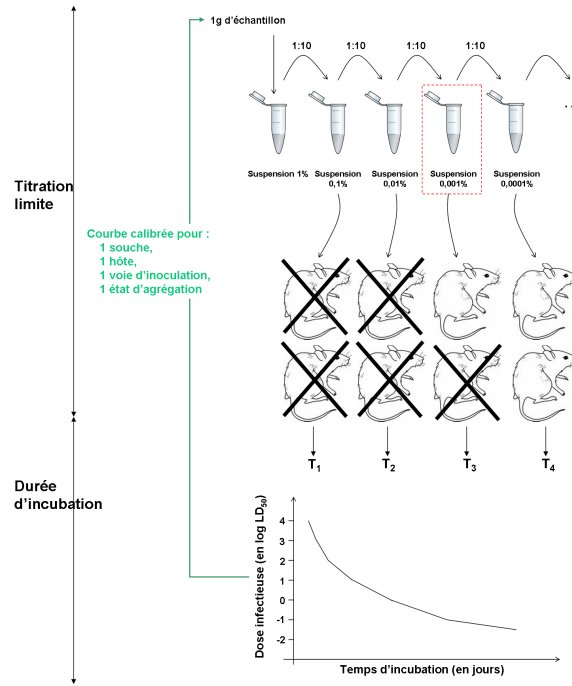 1g d'échantillon
1:10 1:10 1:10 1:10
Suspension 1%
Suspension
0,1%
Suspension
0,01%
Suspension
0,001%
Suspension
0,0001%
Titration
limite
Courbe calibrée pour :
1 souche,
1 hôte,
1 voie d'inoculation,
1 état d'agrégation
T1 T2 T3 T4
Durée
d'incubation
Dose infectieuse (en log LD50)
4
3
2
1
0
-1
-2
Temps d'incubation (en jours)